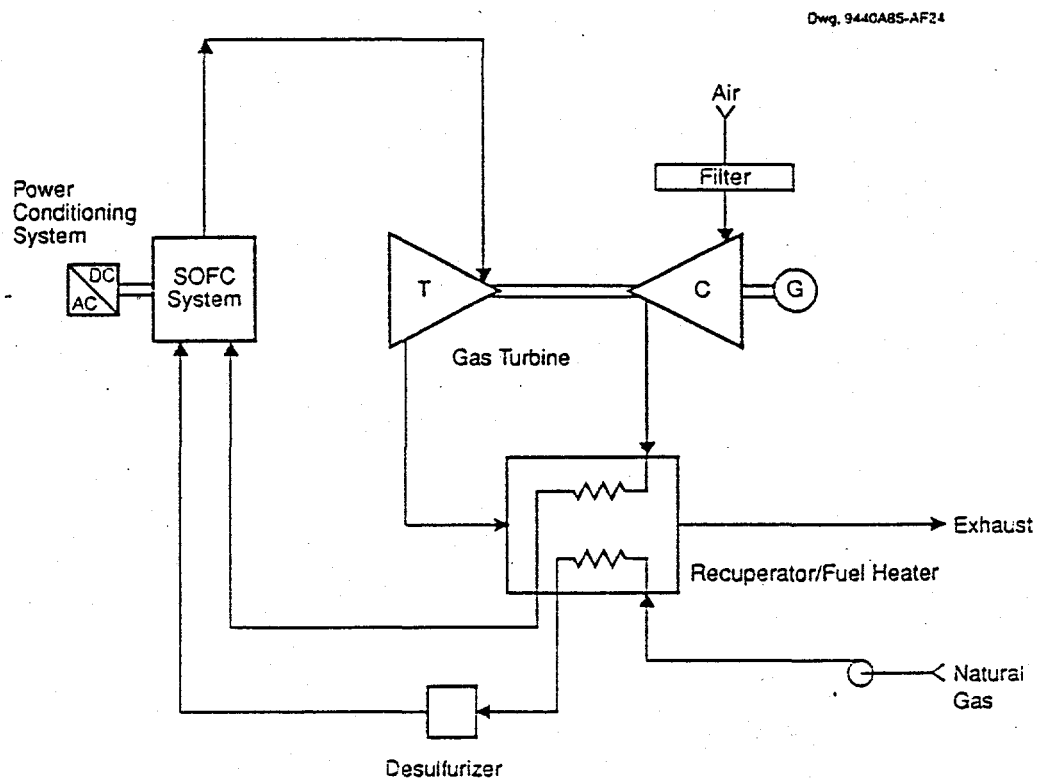 Dwg. 9440A85-AF24
Air
Filter
Power
Conditioning
System
DC
AC
SOFC
System
T
C
G
Gas Turbine
Exhaust
Recuperator/Fuel Heater
Natural
Gas
Desulfurizer